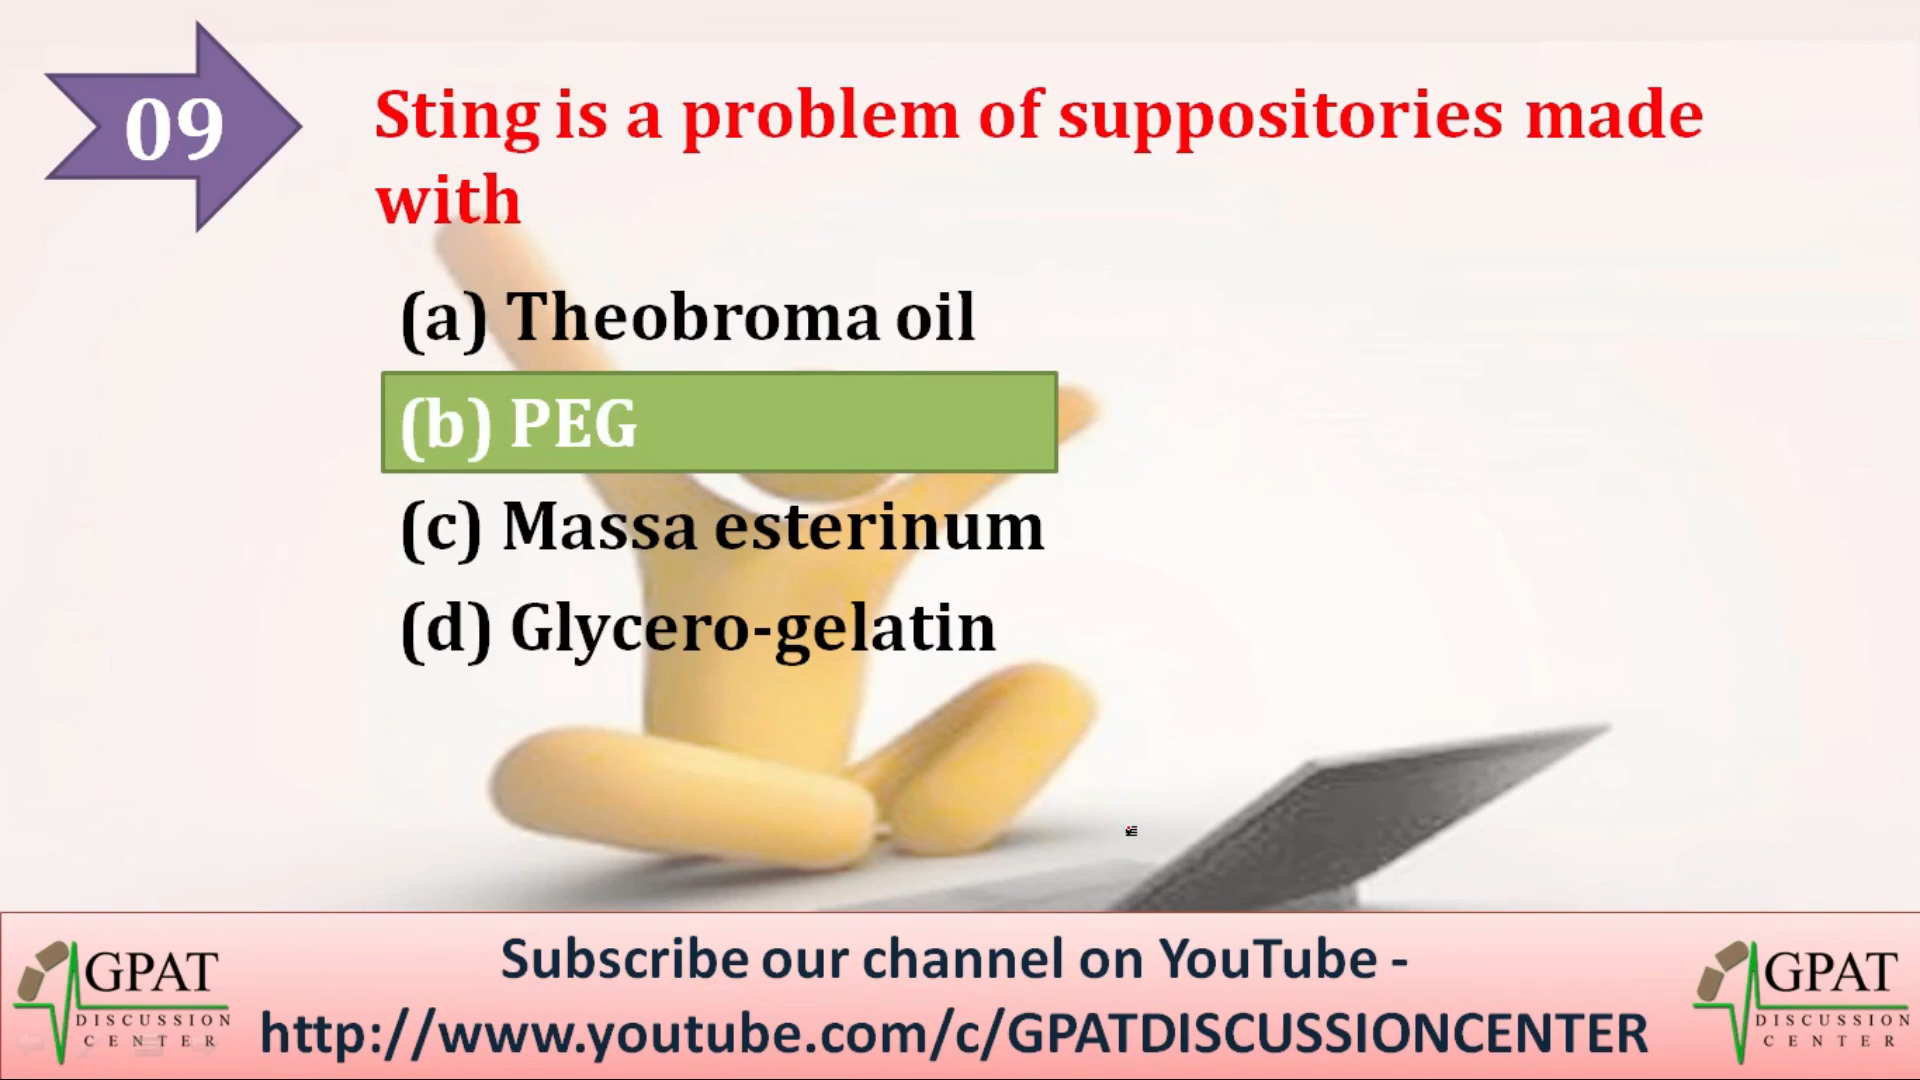 09
Sting is a problem of suppositories made
with
(a) Theobroma oil
(b) PEG
(c) Massa esterinum
(d) Glycero-gelatin
GPAT
DISCUSSION
CENTER
Subscribe our channel on YouTube -
http://www.youtube.com/c/GPATDISCUSSIONCENTER
GPAT
DISCUSSION
CENTER